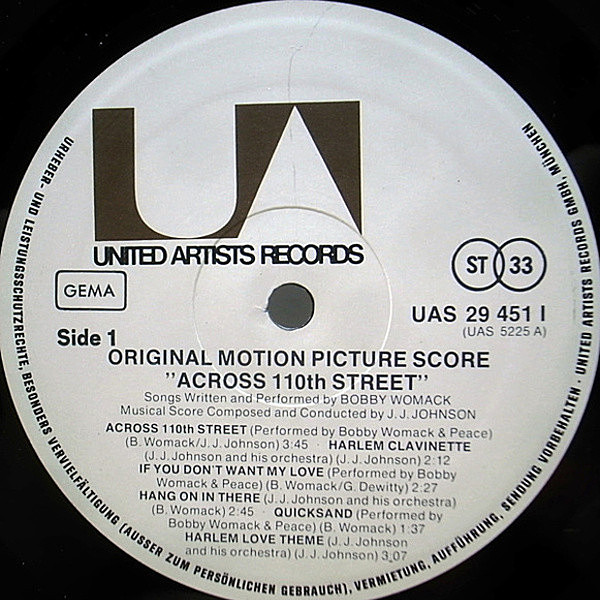 UA
UNITED ARTISTS RECORDS
GEMA
ST 33
UAS 29 451 I
(UAS 5225 A)
Side 1
ORIGINAL MOTION PICTURE SCORE
"ACROSS 110th STREET"
Songs Written and Performed by BOBBY WOMACK
Musical Score Composed and Conducted by J. J. JOHNSON
ACROSS 110th STREET (Performed by Bobby Womack & Peace)
(B. Womack/J. J. Johnson) 3:45 · HARLEM CLAVINETTE
(J. J. Johnson and his orchestra) (J. J. Johnson) 2:12
IF YOU DON'T WANT MY LOVE (Performed by Bobby
Womack & Peace) (B. Womack/G. Dewitty) 2:27
HANG ON IN THERE (J. J. Johnson and his orchestra)
(B. Womack) 2:45 · QUICKSAND (Performed by
Bobby Womack & Peace) (B. Womack) 1:37
HARLEM LOVE THEME (J. J. Johnson
and his orchestra) (J. J. Johnson) 3,07
URHEBER- UND LEISTUNGSSCHUTZRECHTE, BESONDERS VERVIELFÄLTIGUNG (AUSSER ZUM PERSÖNLICHEN GEBRAUCH), VERMIETUNG, AUFFÜHRUNG, SENDUNG VORBEHALTEN · UNITED ARTISTS RECORDS GMBH, MÜNCHEN